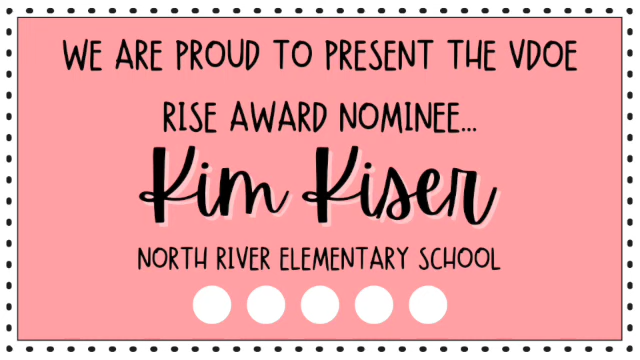 WE ARE PROUD TO PRESENT THE VDOE
RISE AWARD NOMINEE...
Kim Kiser
NORTH RIVER ELEMENTARY SCHOOL